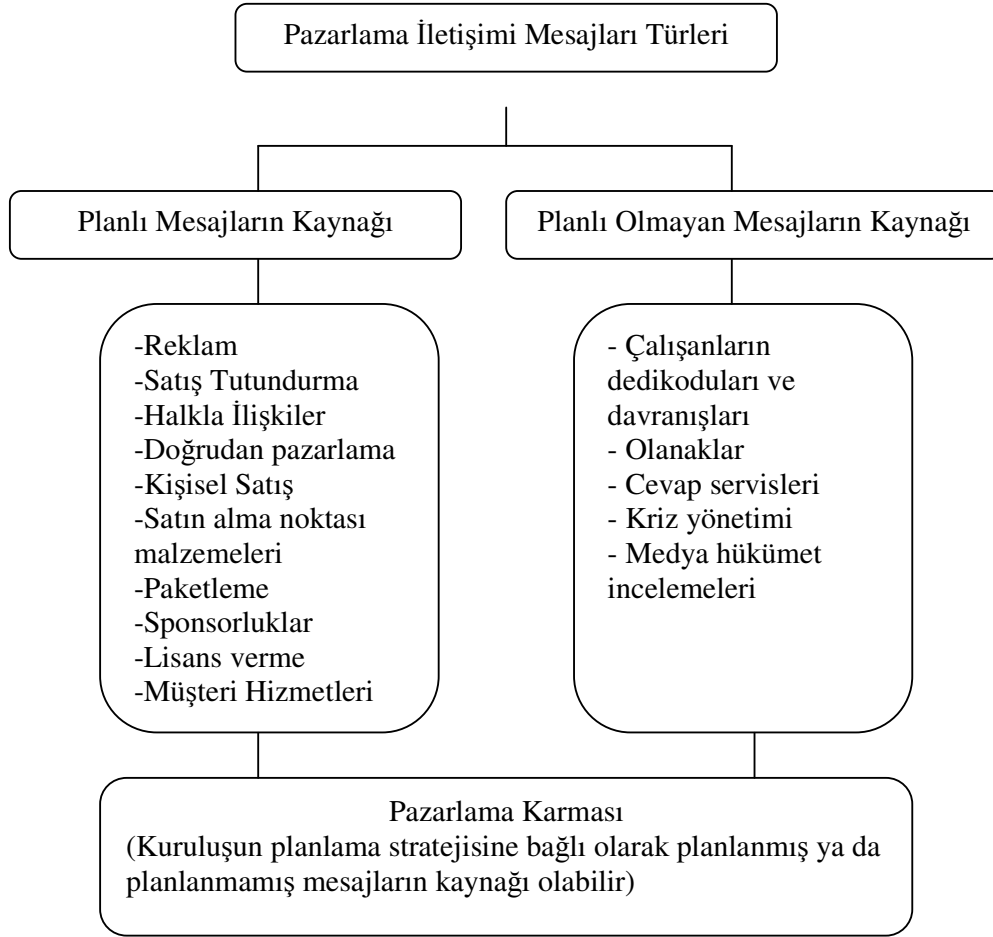 Pazarlama İletişimi Mesajları Türleri
Planlı Mesajların Kaynağı
-Reklam
-Satış Tutundurma
-Halkla İlişkiler
-Doğrudan pazarlama
-Kişisel Satış
-Satın alma noktası
malzemeleri
-Paketleme
-Sponsorluklar
-Lisans verme
-Müşteri Hizmetleri
Planlı Olmayan Mesajların Kaynağı
- Çalışanların
dedikoduları ve
davranışları
- Olanaklar
- Cevap servisleri
- Kriz yönetimi
- Medya hükümet
incelemeleri
Pazarlama Karması
(Kuruluşun planlama stratejisine bağlı olarak planlanmış ya da
planlanmamış mesajların kaynağı olabilir)